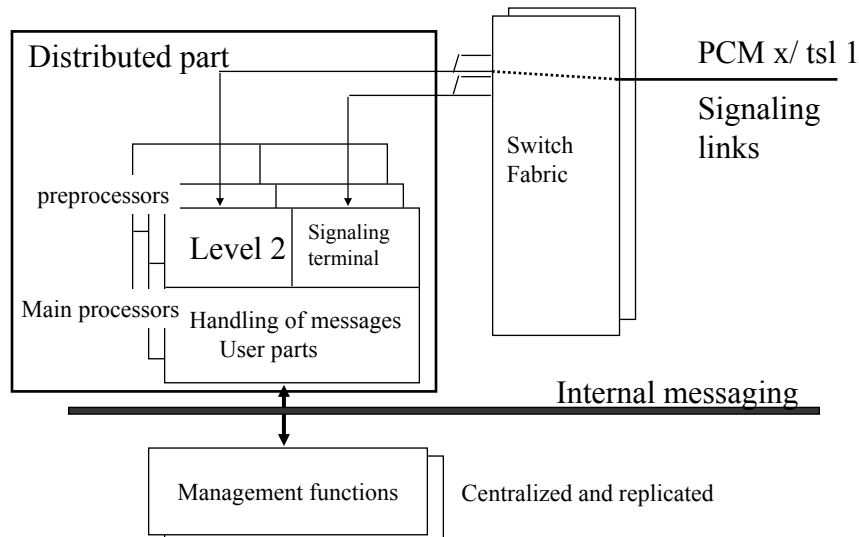 Distributed part
PCM x/ tsl 1
Signaling
links
Switch
Fabric
preprocessors
Level 2
Signaling
terminal
Main processors
Handling of messages
User parts
Internal messaging
Management functions
Centralized and replicated